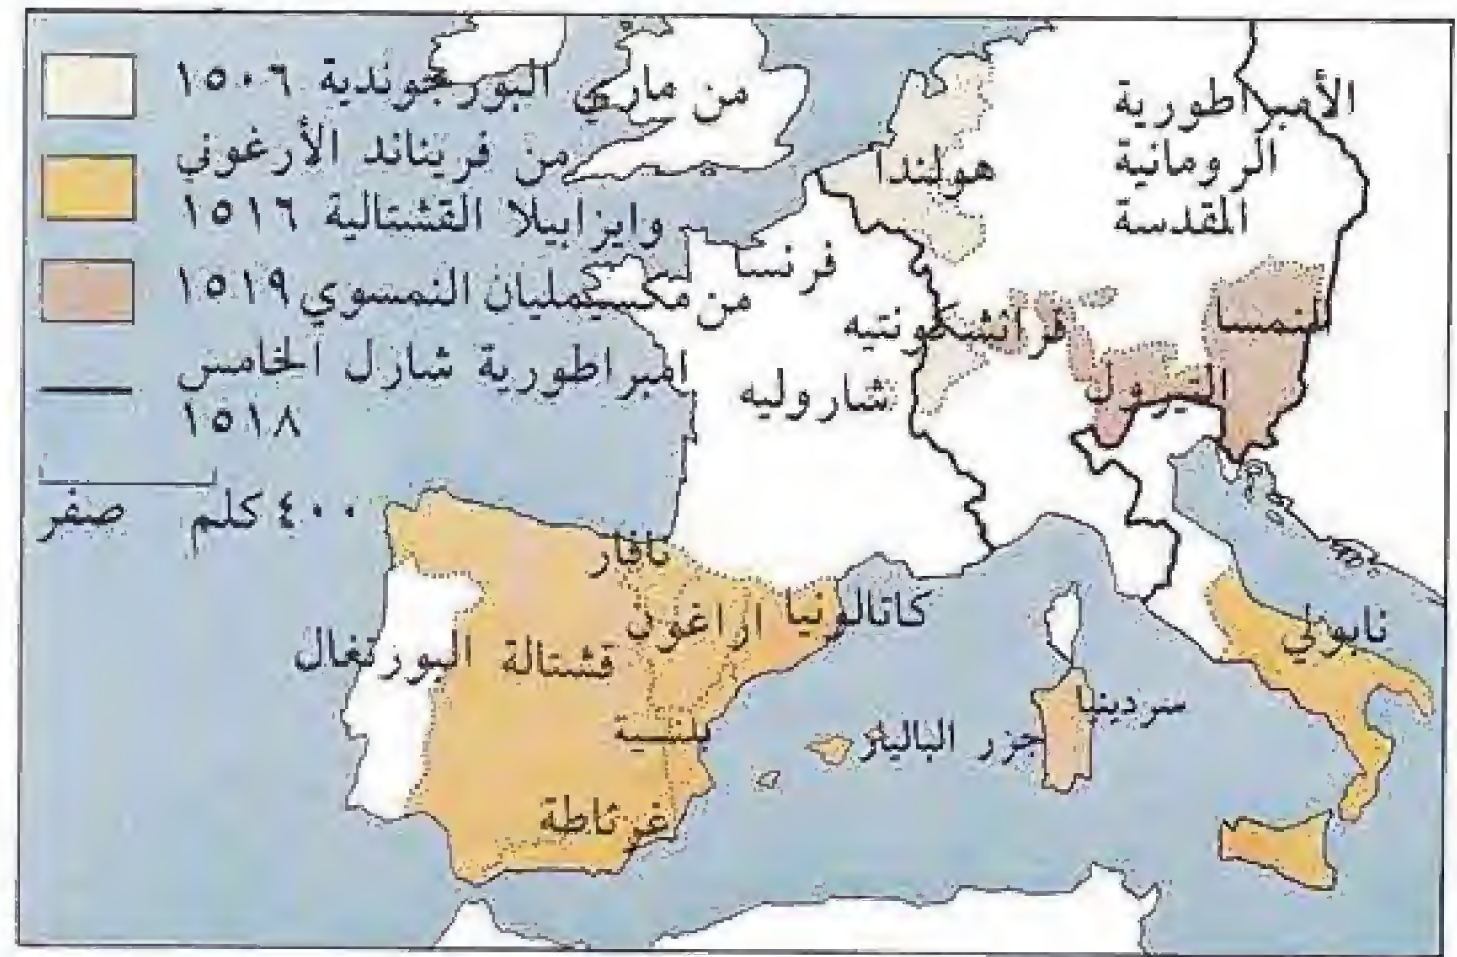 من ماري البورجوندية ١٥٠٦
من فريناند الأرغوني
وايزابيلا القشتالية ١٥١٦
من مكسيمليان النمسوي ١٥١٩
امبراطورية شارل الخامس
١٥١٨
صفر ٤٠٠ كلم
الأمبراطورية
الرومانية
المقدسة
هولندا
فرنسا
فرانشكونتيه
النمسا
شاروليه
التيرول
نافار
كاتالونيا
اراغون
قشتالة
البورتغال
نابولي
سردينيا
جزر الباليار
بلنسية
غرناطة